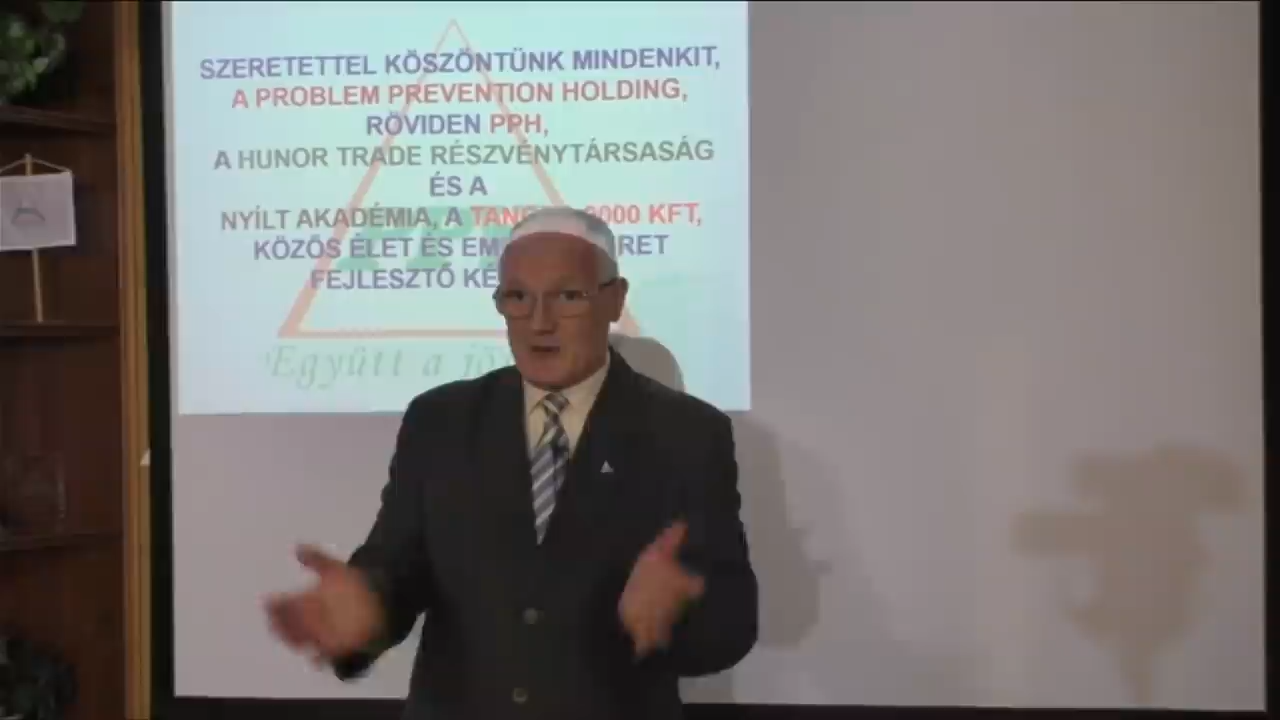 SZERETETTEL KÖSZÖNTÜNK MINDENKIT,
A PROBLEM PREVENTION HOLDING,
RÖVIDEN PPH,
A HUNOR TRADE RÉSZVÉNYTÁRSASÁG
ÉS A
NYÍLT AKADÉMIA, A KFT,
KÖZÖS ÉLET ÉS
FEJLESZTŐ
Együtt a